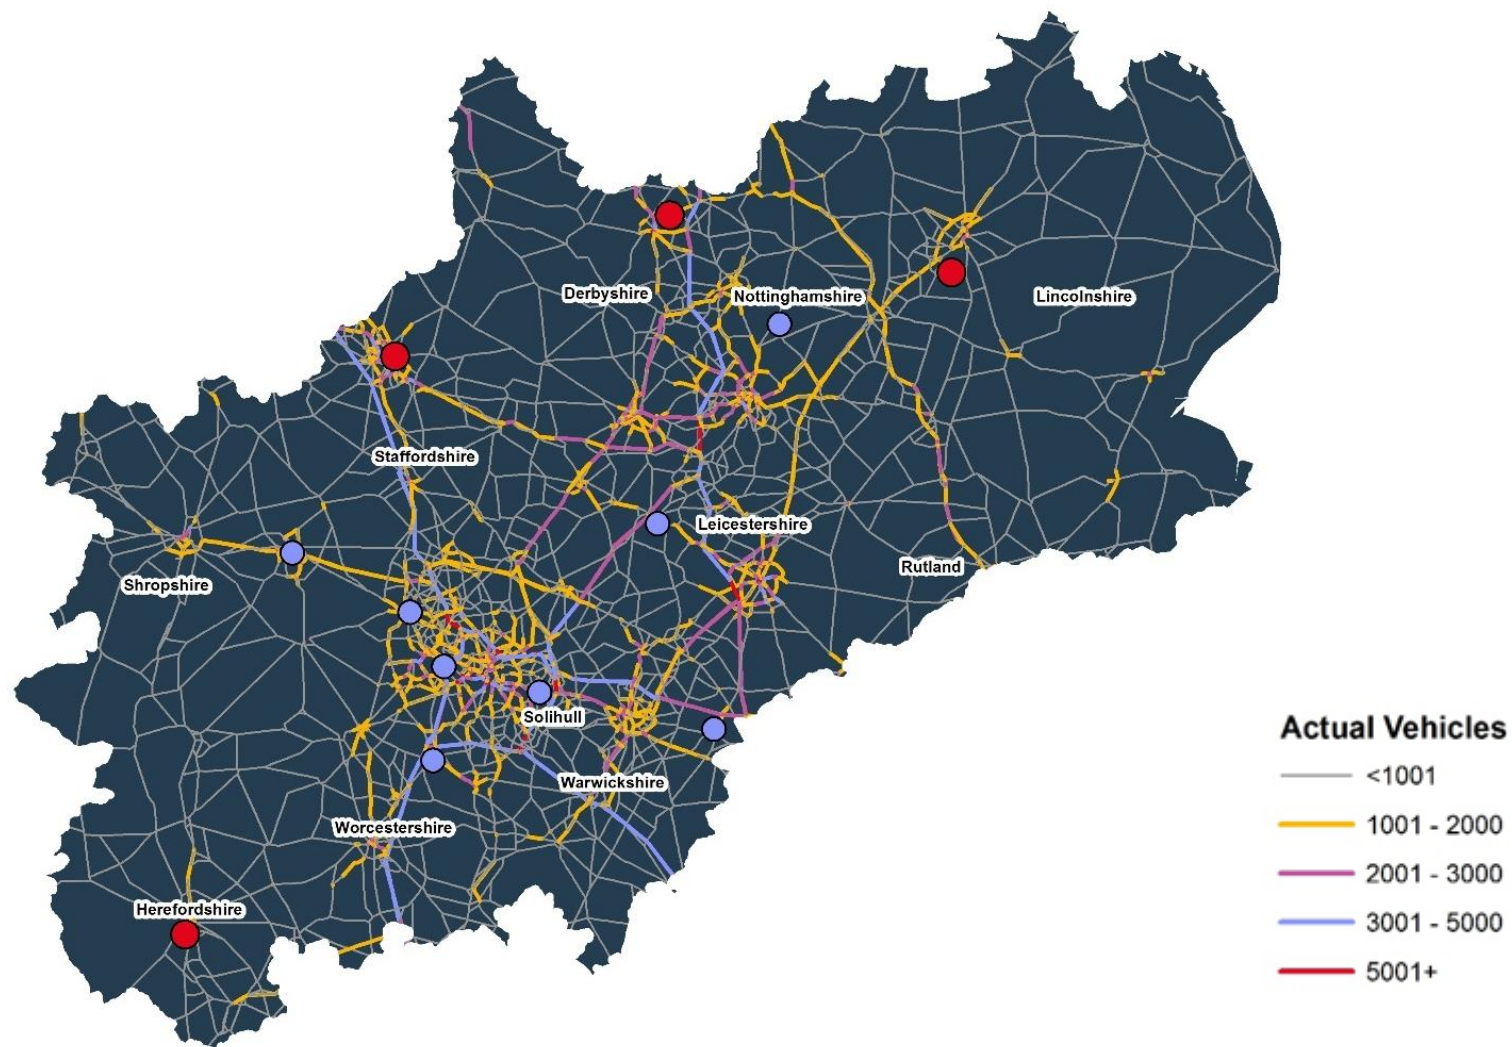 Derbyshire
Nottinghamshire
Lincolnshire
Staffordshire
Leicestershire
Rutland
Shropshire
Solihull
Warwickshire
Worcestershire
Herefordshire
Actual Vehicles
<1001
1001 - 2000
2001 - 3000
3001 - 5000
5001+